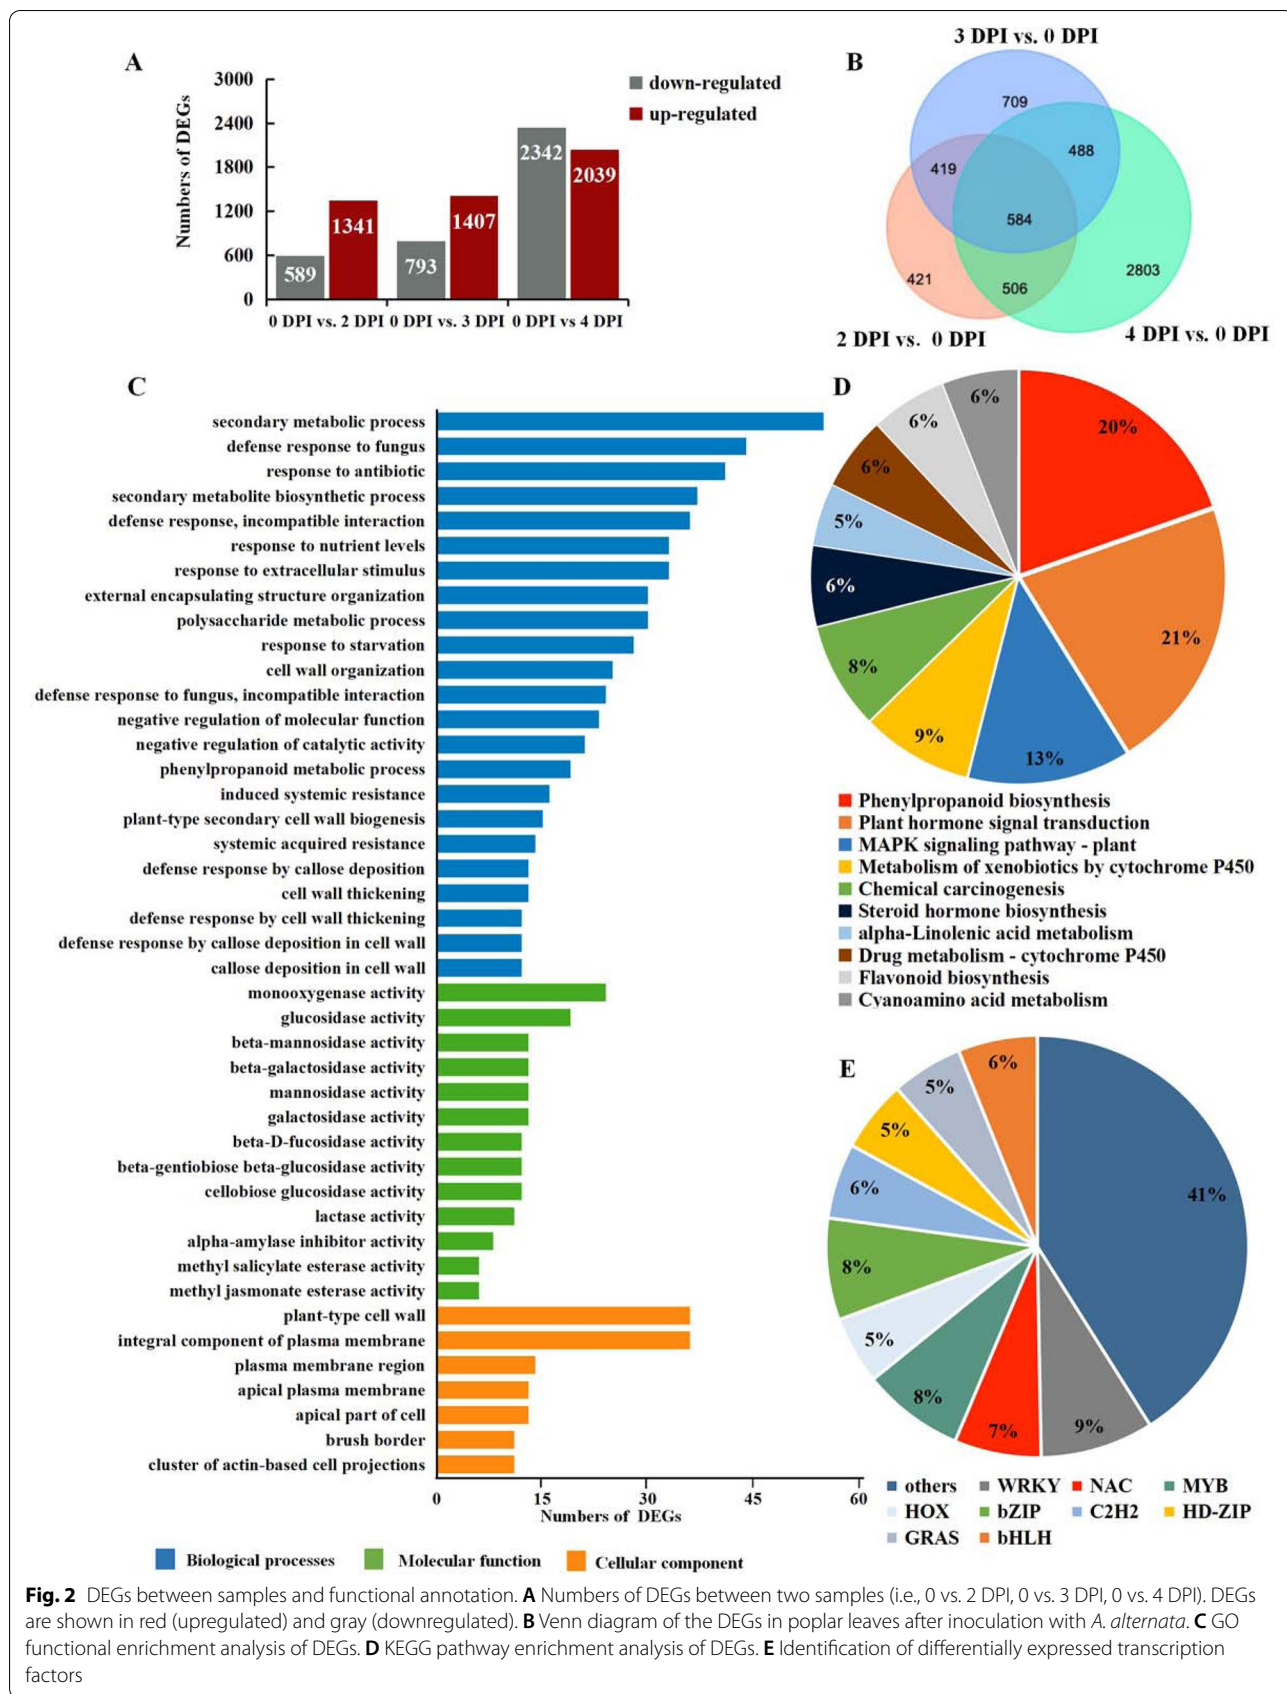 A
3000
2400
1800
1200
600
0
Numbers of DEGs
down-regulated
up-regulated
589
1341
793
1407
2342
2039
0 DPI vs. 2 DPI
0 DPI vs. 3 DPI
0 DPI vs 4 DPI
B
3 DPI vs. 0 DPI
709
419
488
584
421
506
2803
2 DPI vs. 0 DPI
4 DPI vs. 0 DPI
C
secondary metabolic process
defense response to fungus
response to antibiotic
secondary metabolite biosynthetic process
defense response, incompatible interaction
response to nutrient levels
response to extracellular stimulus
external encapsulating structure organization
polysaccharide metabolic process
response to starvation
cell wall organization
defense response to fungus, incompatible interaction
negative regulation of molecular function
negative regulation of catalytic activity
phenylpropanoid metabolic process
induced systemic resistance
plant-type secondary cell wall biogenesis
systemic acquired resistance
defense response by callose deposition
cell wall thickening
defense response by cell wall thickening
defense response by callose deposition in cell wall
callose deposition in cell wall
monooxygenase activity
glucosidase activity
beta-mannosidase activity
beta-galactosidase activity
mannosidase activity
galactosidase activity
beta-D-fucosidase activity
beta-gentiobiose beta-glucosidase activity
cellobiose glucosidase activity
lactase activity
alpha-amylase inhibitor activity
methyl salicylate esterase activity
methyl jasmonate esterase activity
plant-type cell wall
integral component of plasma membrane
plasma membrane region
apical plasma membrane
apical part of cell
brush border
cluster of actin-based cell projections
0
15
30
45
60
Numbers of DEGs
Biological processes
Molecular function
Cellular component
D
20%
21%
13%
9%
8%
6%
5%
6%
6%
6%
Phenylpropanoid biosynthesis
Plant hormone signal transduction
MAPK signaling pathway - plant
Metabolism of xenobiotics by cytochrome P450
Chemical carcinogenesis
Steroid hormone biosynthesis
alpha-Linolenic acid metabolism
Drug metabolism - cytochrome P450
Flavonoid biosynthesis
Cyanoamino acid metabolism
E
41%
9%
7%
8%
5%
8%
6%
5%
5%
6%
others
WRKY
NAC
MYB
HOX
bZIP
C2H2
HD-ZIP
GRAS
bHLH
Fig. 2 DEGs between samples and functional annotation. A Numbers of DEGs between two samples (i.e., 0 vs. 2 DPI, 0 vs. 3 DPI, 0 vs. 4 DPI). DEGs
are shown in red (upregulated) and gray (downregulated). B Venn diagram of the DEGs in poplar leaves after inoculation with A. alternata. C GO
functional enrichment analysis of DEGs. D KEGG pathway enrichment analysis of DEGs. E Identification of differentially expressed transcription
factors